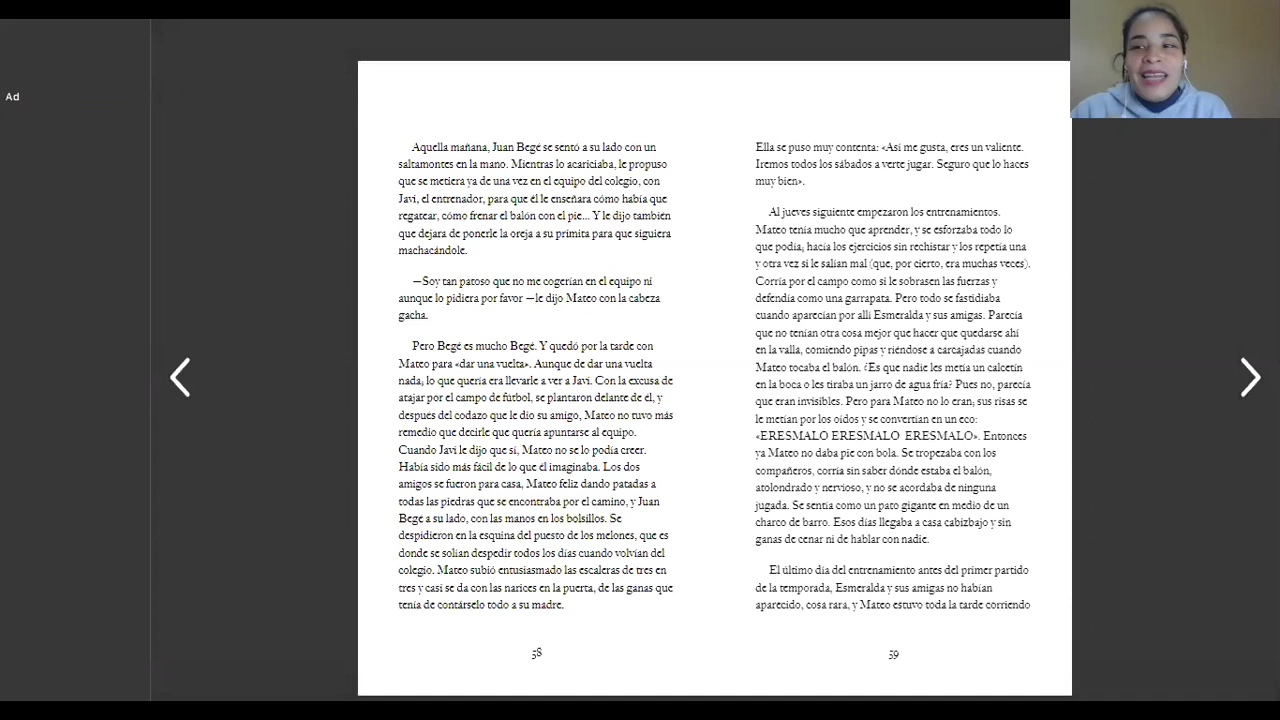 Ad
Aquella mañana, Juan Begé se sentó a su lado con un
saltamontes en la mano. Mientras lo acariciaba, le propuso
que se metiera ya de una vez en el equipo del colegio, con
Javi, el entrenador, para que él le enseñara cómo había que
regatear, cómo frenar el balón con el pie... Y le dijo también
que dejara de ponerle la oreja a su primita para que siguiera
machacándole.
—Soy tan patoso que no me cogerían en el equipo ni
aunque lo pidiera por favor —le dijo Mateo con la cabeza
gacha.
Pero Begé es mucho Begé. Y quedó por la tarde con
Mateo para «dar una vuelta». Aunque de dar una vuelta
nada; lo que quería era llevarle a ver a Javi. Con la excusa de
atajar por el campo de fútbol, se plantaron delante de él, y
después del codazo que le dio su amigo, Mateo no tuvo más
remedio que decirle que quería apuntarse al equipo.
Cuando Javi le dijo que sí, Mateo no se lo podía creer.
Había sido más fácil de lo que él imaginaba. Los dos
amigos se fueron para casa, Mateo feliz dando patadas a
todas las piedras que se encontraba por el camino, y Juan
Begé a su lado, con las manos en los bolsillos. Se
despidieron en la esquina del puesto de los melones, que es
donde se solían despedir todos los días cuando volvían del
colegio. Mateo subió entusiasmado las escaleras de tres en
tres y casi se da con las narices en la puerta, de las ganas que
tenía de contárselo todo a su madre.
58
Ella se puso muy contenta: «Así me gusta, eres un valiente.
Iremos todos los sábados a verte jugar. Seguro que lo haces
muy bien».
Al jueves siguiente empezaron los entrenamientos.
Mateo tenía mucho que aprender, y se esforzaba todo lo
que podía; hacía los ejercicios sin rechistar y los repetía una
y otra vez si le salían mal (que, por cierto, era muchas veces).
Corría por el campo como si le sobrasen las fuerzas y
defendía como una garrapata. Pero todo se fastidiaba
cuando aparecían por allí Esmeralda y sus amigas. Parecía
que no tenían otra cosa mejor que hacer que quedarse ahí
en la valla, comiendo pipas y riéndose a carcajadas cuando
Mateo tocaba el balón. ¿Es que nadie les metía un calcetín
en la boca o les tiraba un jarro de agua fría? Pues no, parecía
que eran invisibles. Pero para Mateo no lo eran; sus risas se
le metían por los oídos y se convertían en un eco:
«ERESMALO ERESMALO ERESMALO». Entonces
ya Mateo no daba pie con bola. Se tropezaba con los
compañeros, corría sin saber dónde estaba el balón,
atolondrado y nervioso, y no se acordaba de ninguna
jugada. Se sentía como un pato gigante en medio de un
charco de barro. Esos días llegaba a casa cabizbajo y sin
ganas de cenar ni de hablar con nadie.
El último día del entrenamiento antes del primer partido
de la temporada, Esmeralda y sus amigas no habían
aparecido, cosa rara, y Mateo estuvo toda la tarde corriendo
59